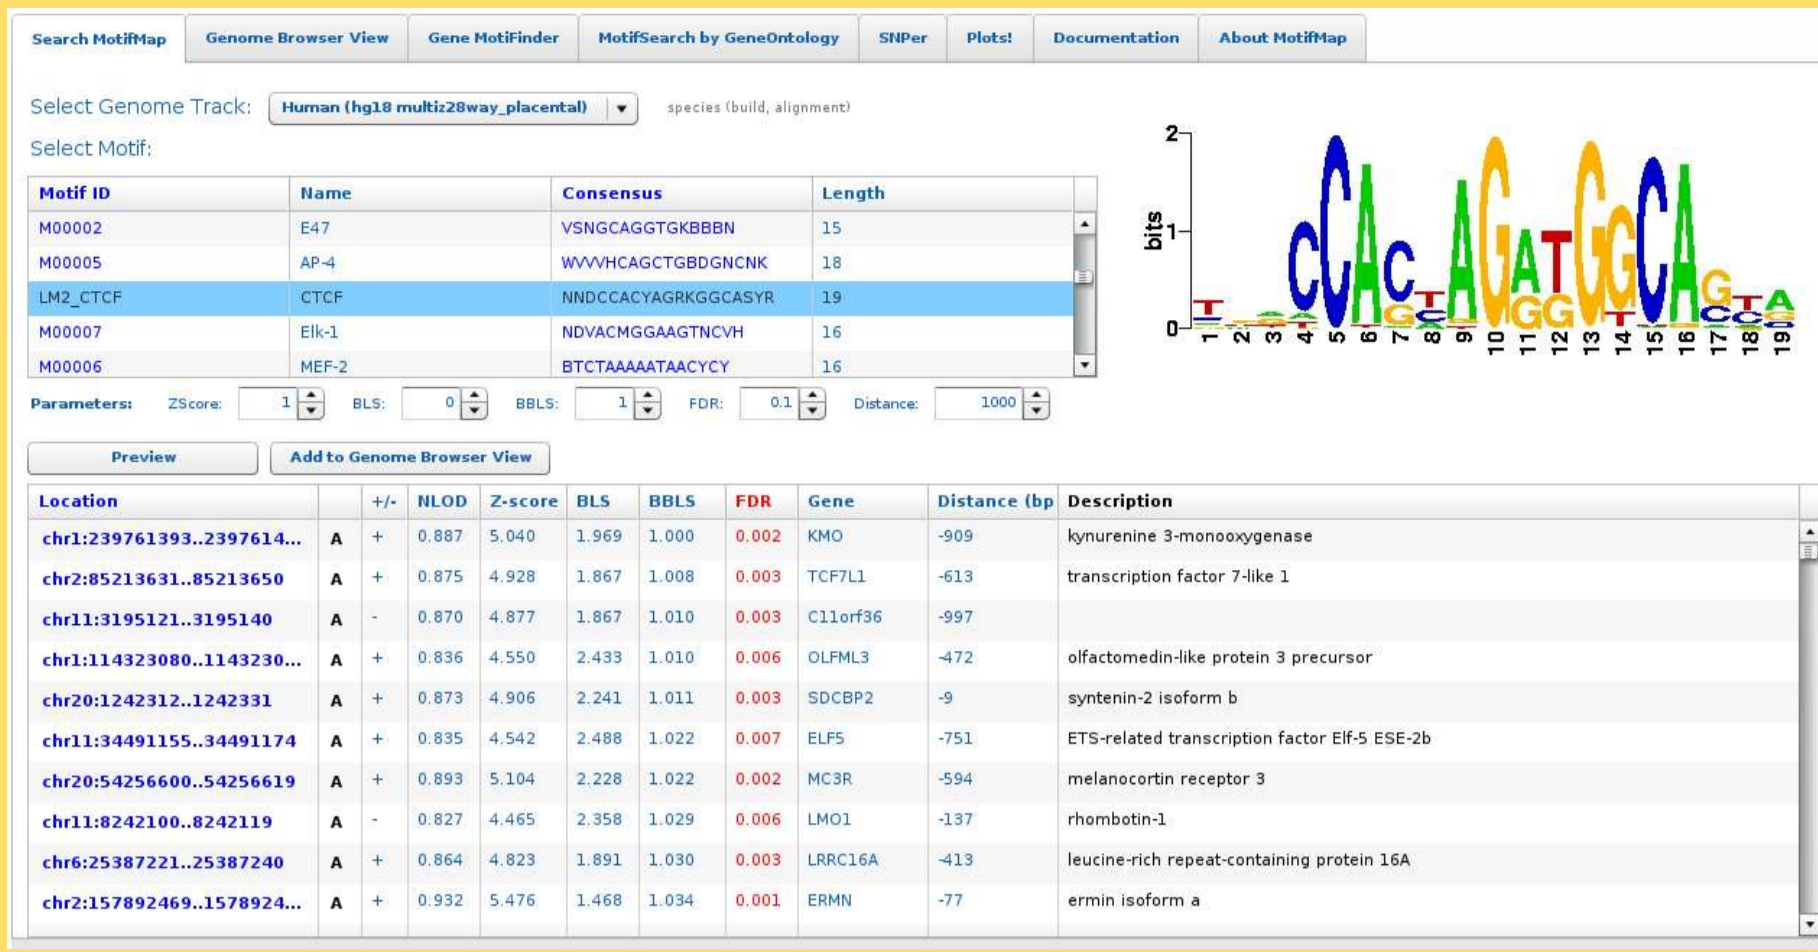 Search MotifMap Genome Browser View Gene MotiFinder MotifSearch by GeneOntology SNPer Plots! Documentation About MotifMap
Select Genome Track: Human (hg18 multiz28way_placental) species (build, alignment)
Select Motif:
Motif ID Name Consensus Length
M00002 E47 VSNGCAGGTGKBBBN 15
M00005 AP-4 WVVVHCAGCTGBDGNCNK 18
LM2_CTCF CTCF NNDCCACYAGRKGGCASYR 19
M00007 Elk-1 NDVACMGGAAGTNCVH 16
M00006 MEF-2 BTCTAAAAATAACYCY 16
2
bits
1
0
1 2 3 4 5 6 7 8 9 10 11 12 13 14 15 16 17 18 19
Parameters: ZScore: 1 BLS: 0 BBLS: 1 FDR: 0.1 Distance: 1000
Preview Add to Genome Browser View
Location +/- NLOD Z-score BLS BBLS FDR Gene Distance (bp Description
chr1:239761393..2397614... A + 0.887 5.040 1.969 1.000 0.002 KMO -909 kynurenine 3-monooxygenase
chr2:85213631..85213650 A + 0.875 4.928 1.867 1.008 0.003 TCF7L1 -613 transcription factor 7-like 1
chr11:3195121..3195140 A - 0.870 4.877 1.867 1.010 0.003 C11orf36 -997
chr1:114323080..1143230... A + 0.836 4.550 2.433 1.010 0.006 OLFML3 -472 olfactomedin-like protein 3 precursor
chr20:1242312..1242331 A + 0.873 4.906 2.241 1.011 0.003 SDCBP2 -9 syntenin-2 isoform b
chr11:34491155..34491174 A + 0.835 4.542 2.488 1.022 0.007 ELF5 -751 ETS-related transcription factor Elf-5 ESE-2b
chr20:54256600..54256619 A + 0.893 5.104 2.228 1.022 0.002 MC3R -594 melanocortin receptor 3
chr11:8242100..8242119 A - 0.827 4.465 2.358 1.029 0.006 LMO1 -137 rhombotin-1
chr6:25387221..25387240 A + 0.864 4.823 1.891 1.030 0.003 LRRC16A -413 leucine-rich repeat-containing protein 16A
chr2:157892469..1578924... A + 0.932 5.476 1.468 1.034 0.001 ERMN -77 ermin isoform a